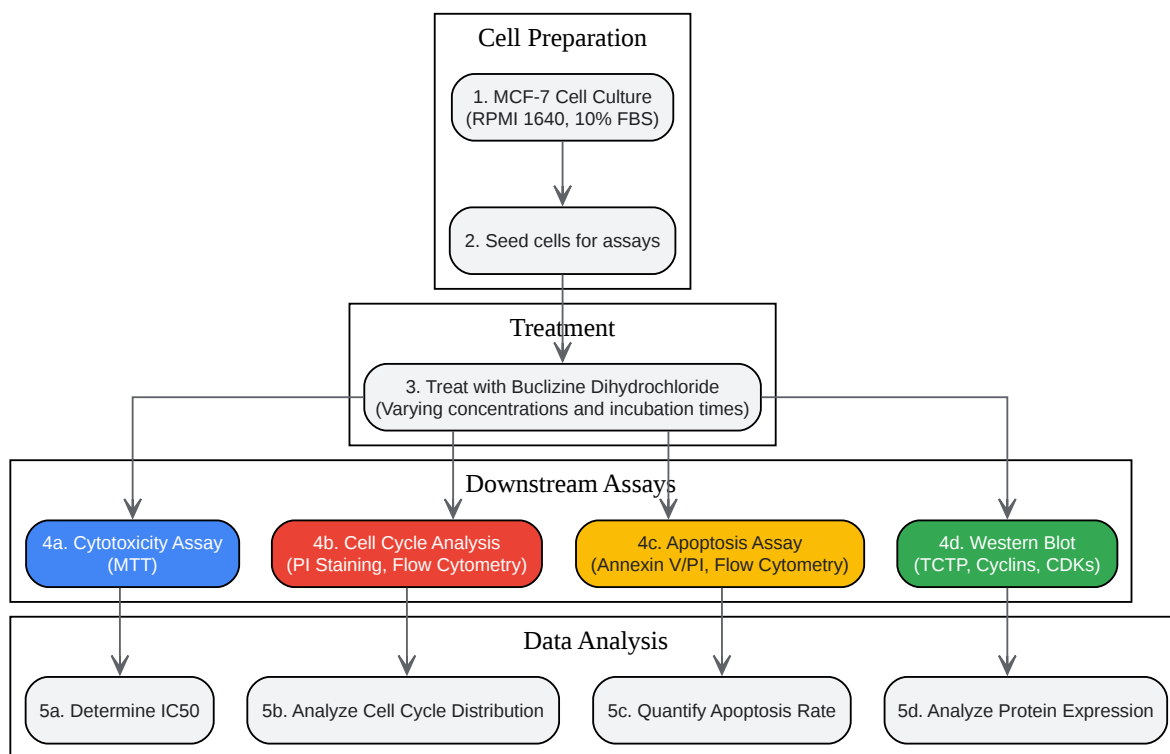 Cell Preparation
1. MCF-7 Cell Culture
(RPMI 1640, 10% FBS)
2. Seed cells for assays
Treatment
3. Treat with Buclizine Dihydrochloride
(Varying concentrations and incubation times)
Downstream Assays
4a. Cytotoxicity Assay
(MTT)
4b. Cell Cycle Analysis
(PI Staining, Flow Cytometry)
4c. Apoptosis Assay
(Annexin V/PI, Flow Cytometry)
4d. Western Blot
(TCTP, Cyclins, CDKs)
Data Analysis
5a. Determine IC50
5b. Analyze Cell Cycle Distribution
5c. Quantify Apoptosis Rate
5d. Analyze Protein Expression